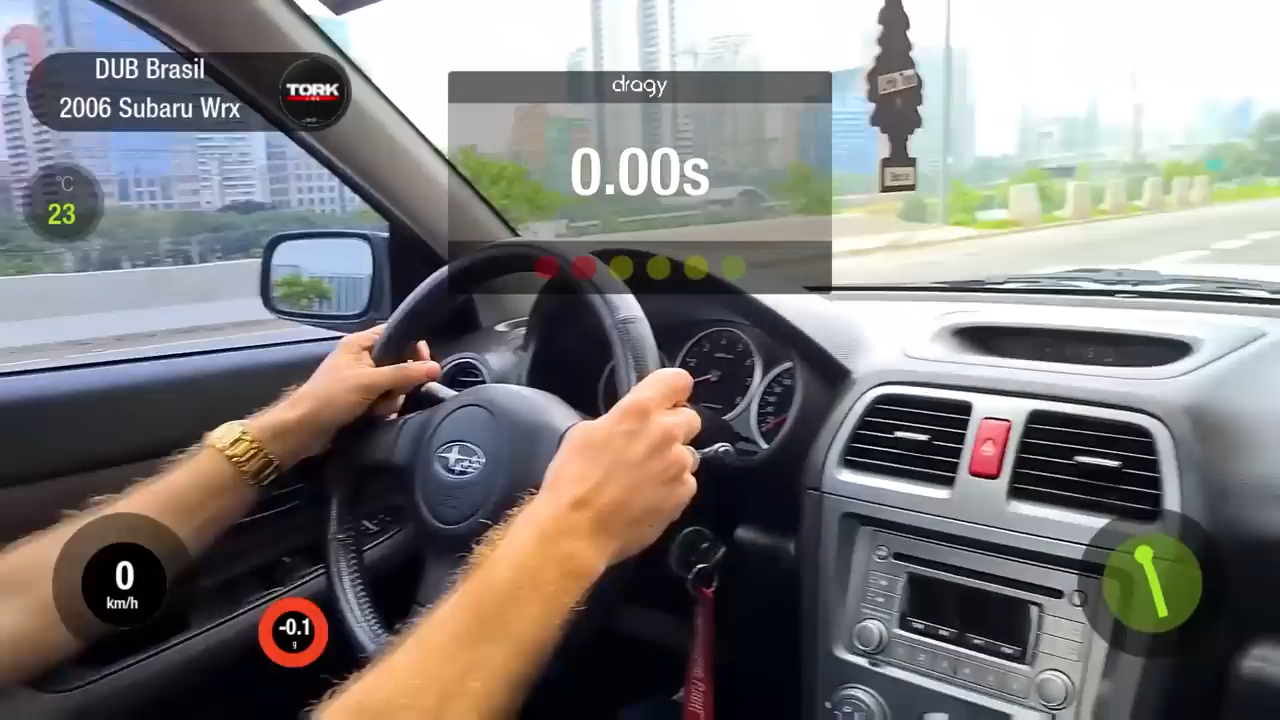 DUB Brasil
2006 Subaru Wrx
TORK
dragy
0.00s
°C
23
0
km/h
-0.1
g